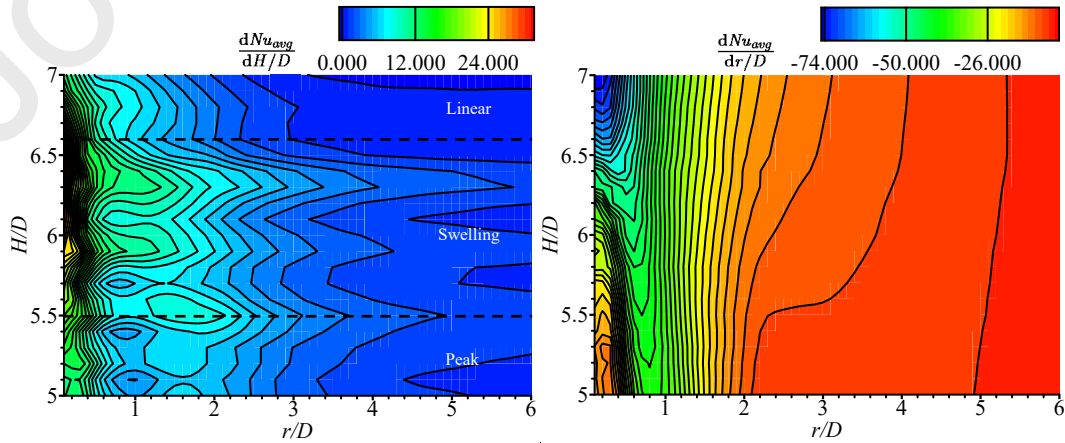 dNu_avg
dH/D
0.000 12.000 24.000
7
6.5
6
5.5
5
H/D
Linear
Swelling
Peak
1 2 3 4 5 6
r/D
dNu_avg
dr/D
-74.000 -50.000 -26.000
7
6.5
6
5.5
5
H/D
1 2 3 4 5 6
r/D